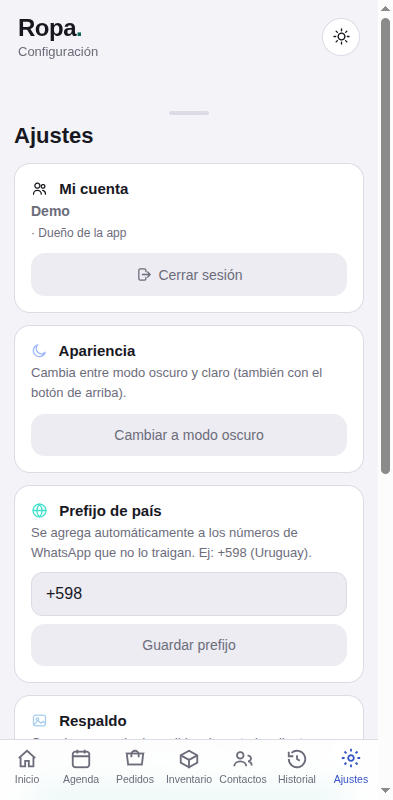 Ropa.
Configuración
Ajustes
Mi cuenta
Demo
· Dueño de la app
Cerrar sesión
Apariencia
Cambia entre modo oscuro y claro (también con el
botón de arriba).
Cambiar a modo oscuro
Prefijo de país
Se agrega automáticamente a los números de
WhatsApp que no lo traigan. Ej: +598 (Uruguay).
+598
Guardar prefijo
Respaldo
Inicio
Agenda
Pedidos
Inventario
Contactos
Historial
Ajustes